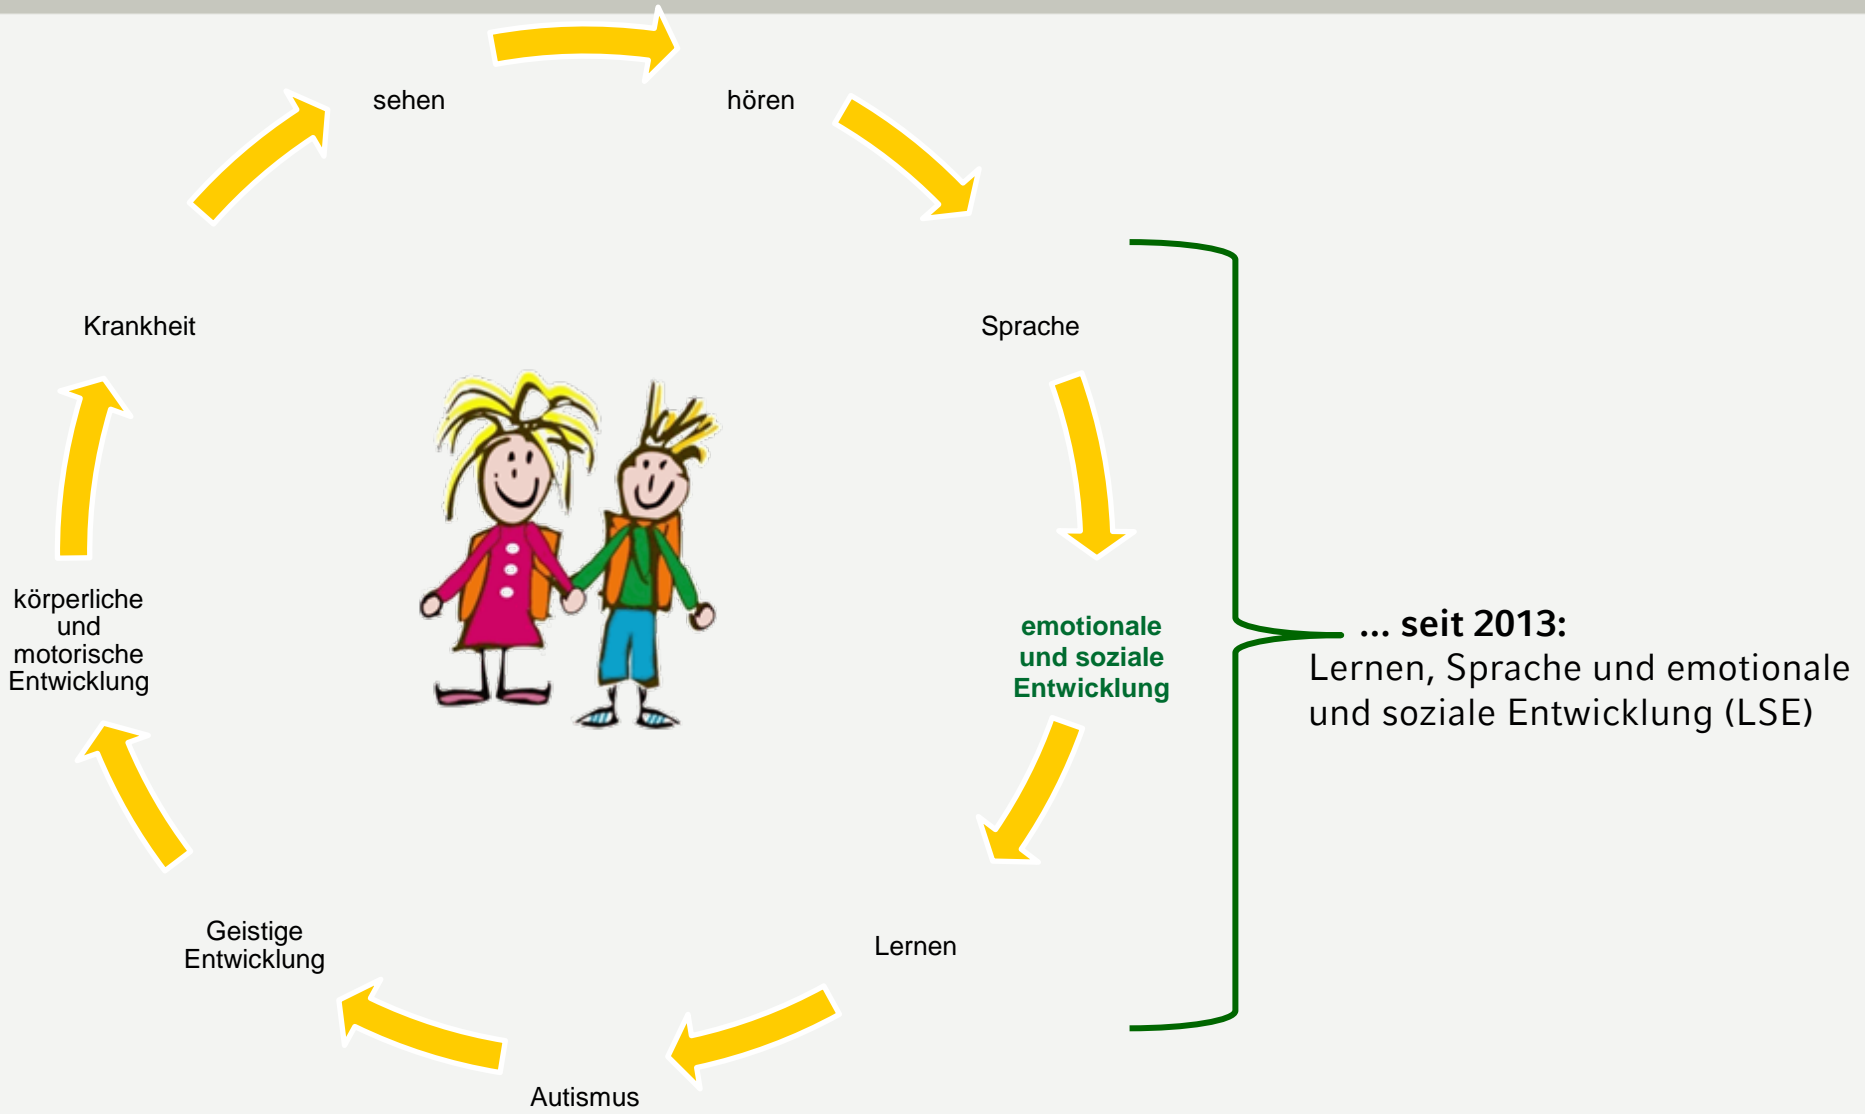 sehen
hören
Sprache
emotionale
und soziale
Entwicklung
Lernen
Autismus
Geistige
Entwicklung
körperliche
und
motorische
Entwicklung
Krankheit
... seit 2013:
Lernen, Sprache und emotionale
und soziale Entwicklung (LSE)